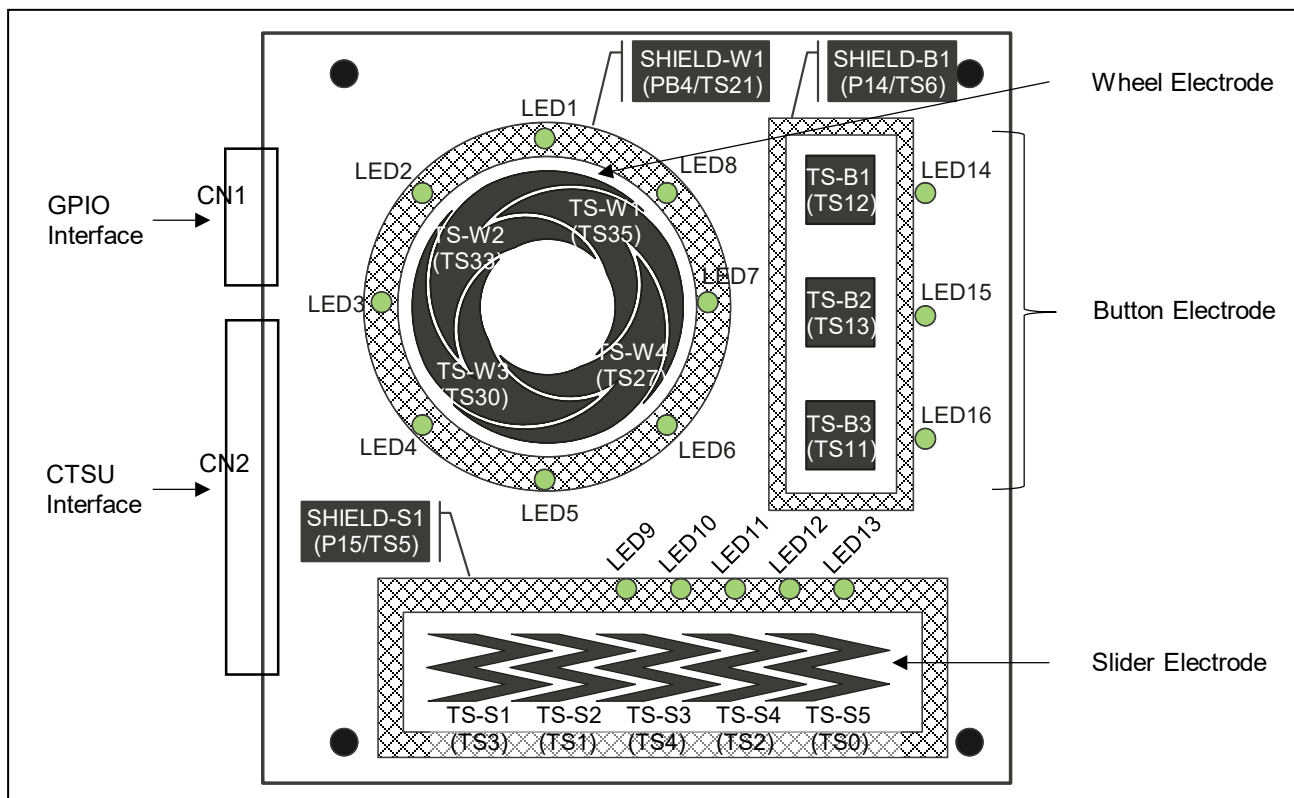 SHIELD-W1
(PB4/TS21)
SHIELD-B1
(P14/TS6)
Wheel Electrode
LED1
LED2
LED8
LED14
TS-B1
(TS12)
CN1
GPIO
Interface
TS-W1
(TS35)
TS-W2
(TS33)
LED7
LED3
LED15
TS-B2
(TS13)
Button Electrode
TS-W4
(TS27)
TS-W3
(TS30)
LED16
TS-B3
(TS11)
LED4
LED6
CN2
CTSU
Interface
LED5
SHIELD-S1
(P15/TS5)
LED9
LED10
LED11
LED12
LED13
Slider Electrode
TS-S1
(TS3)
TS-S2
(TS1)
TS-S3
(TS4)
TS-S4
(TS2)
TS-S5
(TS0)